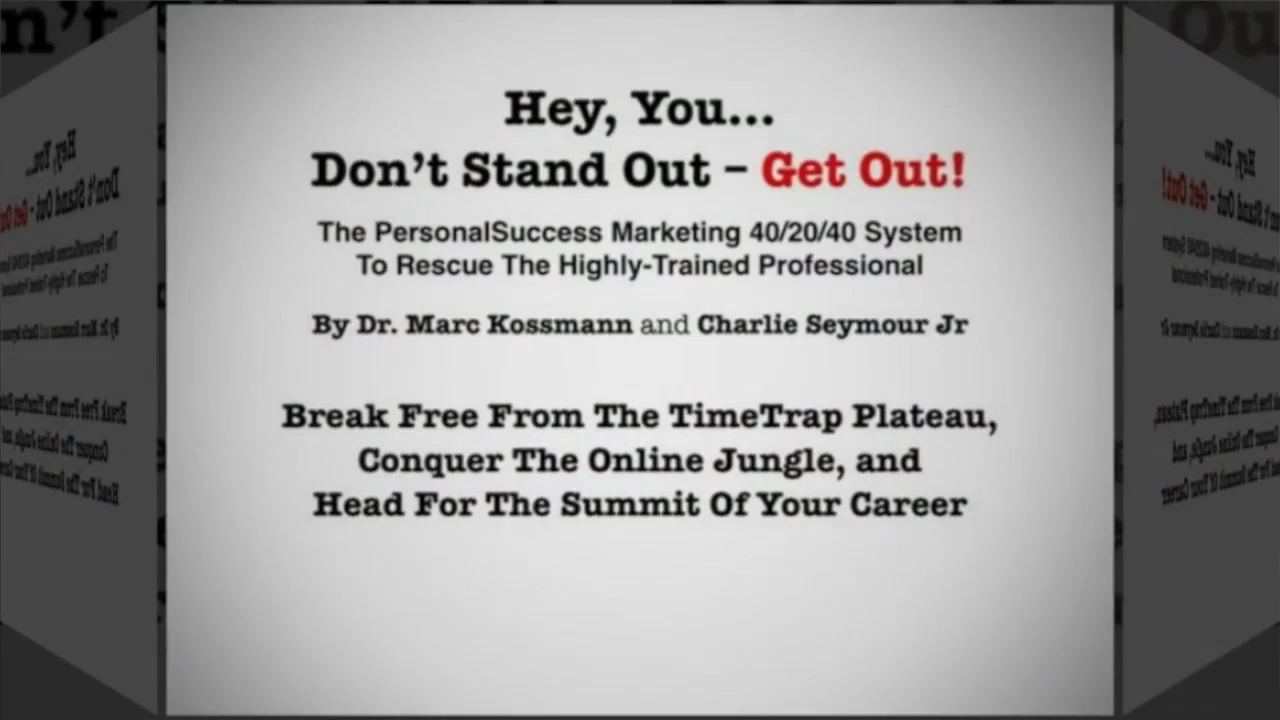 Hey, You...
Don't Stand Out – Get Out!
The PersonalSuccess Marketing 40/20/40 System
To Rescue The Highly-Trained Professional
By Dr. Marc Kossmann and Charlie Seymour Jr
Break Free From The TimeTrap Plateau,
Conquer The Online Jungle, and
Head For The Summit Of Your Career